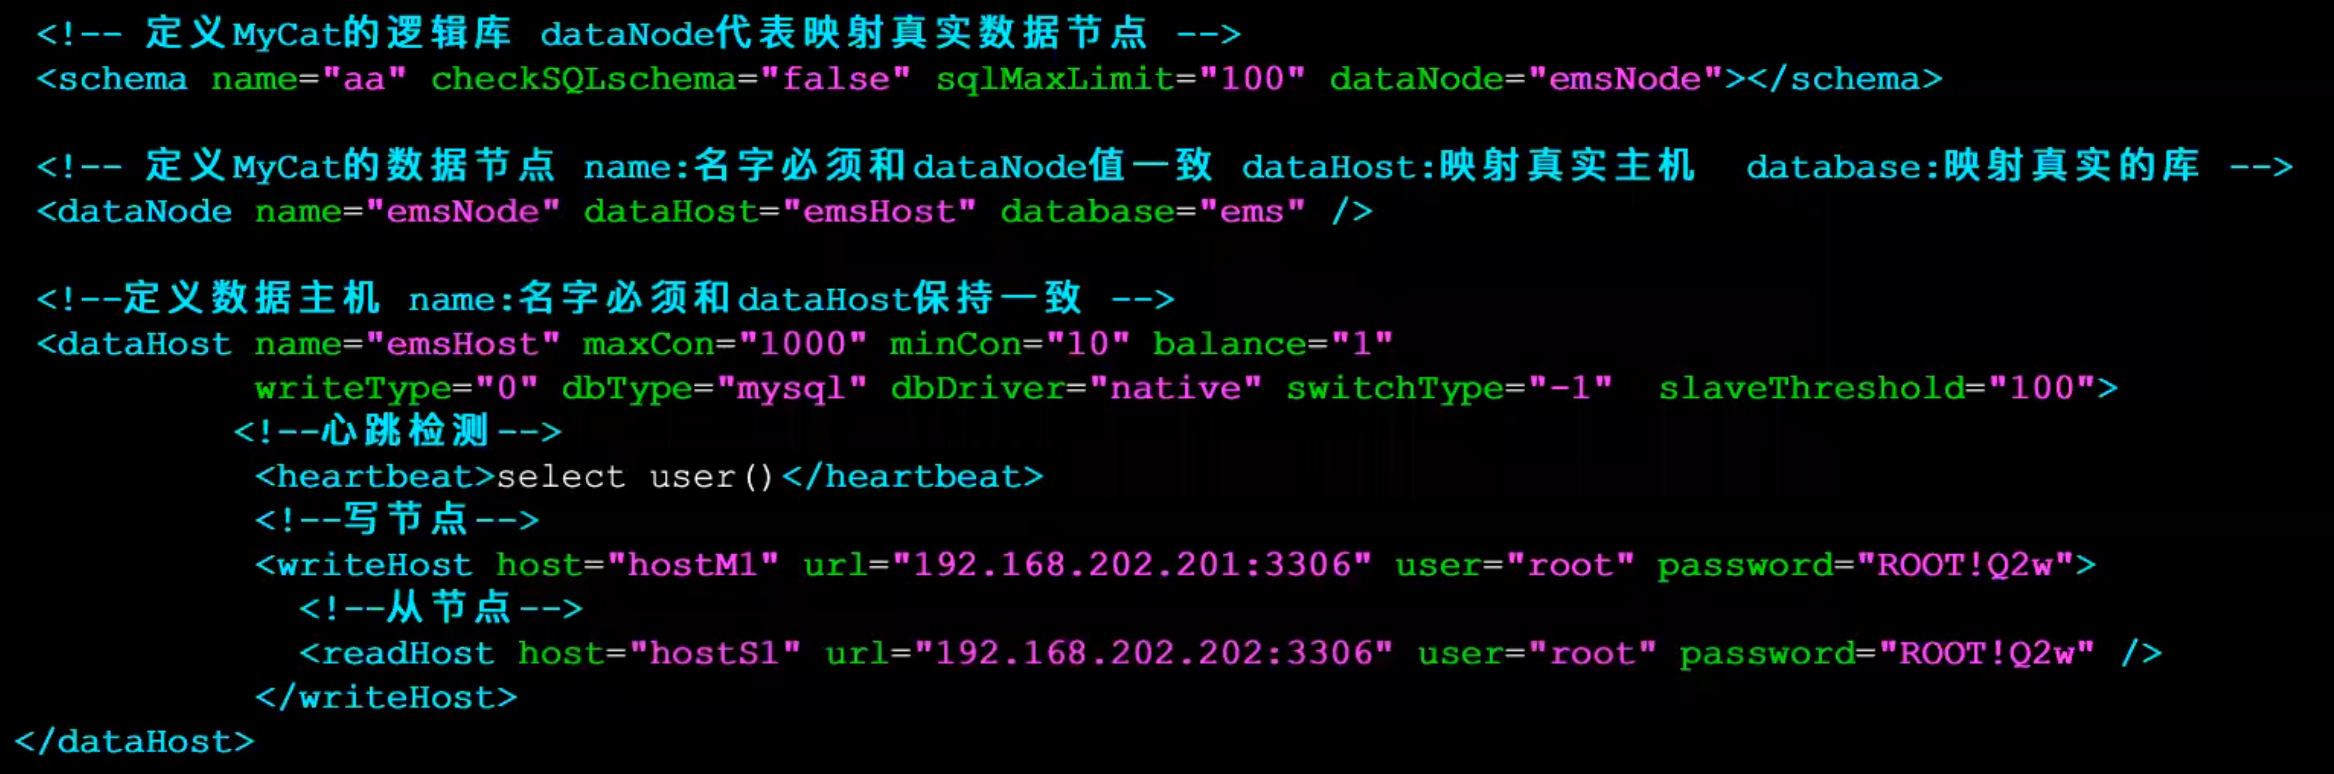 <!-- 定义MyCat的逻辑库 dataNode代表映射真实数据节点 -->
<schema name="aa" checkSQLschema="false" sqlMaxLimit="100" dataNode="emsNode"></schema>
<!-- 定义MyCat的数据节点 name:名字必须和dataNode值一致 dataHost:映射真实主机 database:映射真实的库 -->
<dataNode name="emsNode" dataHost="emsHost" database="ems" />
<!--定义数据主机 name:名字必须和dataHost保持一致 -->
<dataHost name="emsHost" maxCon="1000" minCon="10" balance="1"
writeType="0" dbType="mysql" dbDriver="native" switchType="-1" slaveThreshold="100">
<!--心跳检测-->
<heartbeat>select user()</heartbeat>
<!--写节点-->
<writeHost host="hostM1" url="192.168.202.201:3306" user="root" password="ROOT!Q2w">
<!--从节点-->
<readHost host="hostS1" url="192.168.202.202:3306" user="root" password="ROOT!Q2w" />
</writeHost>
</dataHost>